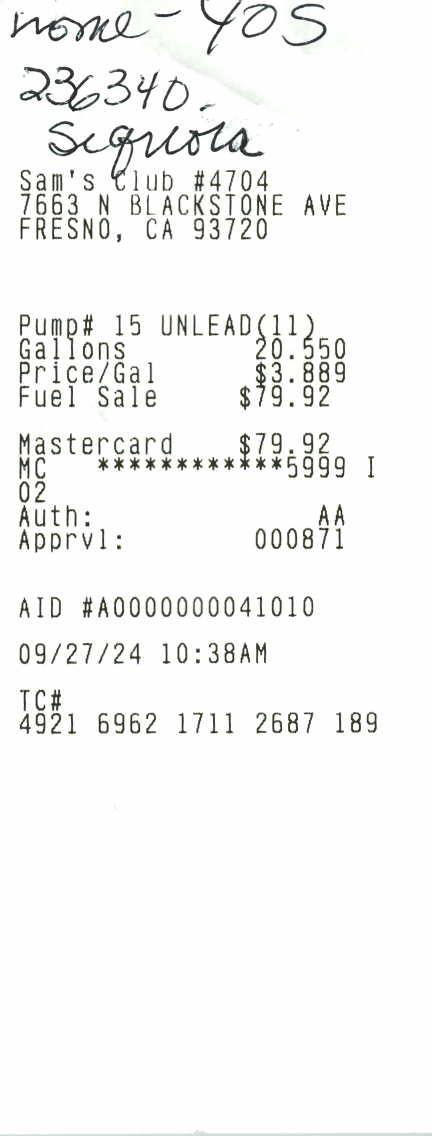 home - YOS
236340.
Sequoia
Sam's Club #4704
7663 N BLACKSTONE AVE
FRESNO, CA 93720
Pump# 15 UNLEAD(11)
Gallons 20.550
Price/Gal $3.889
Fuel Sale $79.92
Mastercard $79.92
MC ************5999 I
02
Auth: AA
Apprvl: 000871
AID #A0000000041010
09/27/24 10:38AM
TC#
4921 6962 1711 2687 189